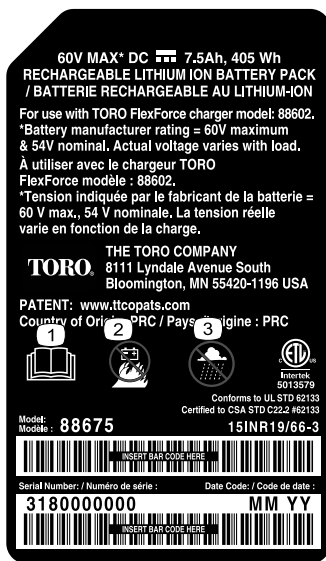 60V MAX* DC 7.5Ah, 405 Wh
RECHARGEABLE LITHIUM ION BATTERY PACK
/ BATTERIE RECHARGEABLE AU LITHIUM-ION
For use with TORO FlexForce charger model: 88602.
*Battery manufacturer rating = 60V maximum
& 54V nominal. Actual voltage varies with load.
À utiliser avec le chargeur TORO
FlexForce modèle : 88602.
*Tension indiquée par le fabricant de la batterie =
60 V max., 54 V nominale. La tension réelle
varie en fonction de la charge.
TORO.
THE TORO COMPANY
8111 Lyndale Avenue South
Bloomington, MN 55420-1196 USA
PATENT: www.ttcopats.com
Country of Origi PRC / Pays origine : PRC
1
2
3
ETL
Intertek
5013579
Conforms to UL STD 62133
Certified to CSA STD C22.2 #62133
Model:
Modèle : 88675
15INR19/66-3
INSERT BAR CODE HERE
Serial Number: / Numéro de série : Date Code: / Code de date :
3180000000 MM YY
INSERT BAR CODE HERE